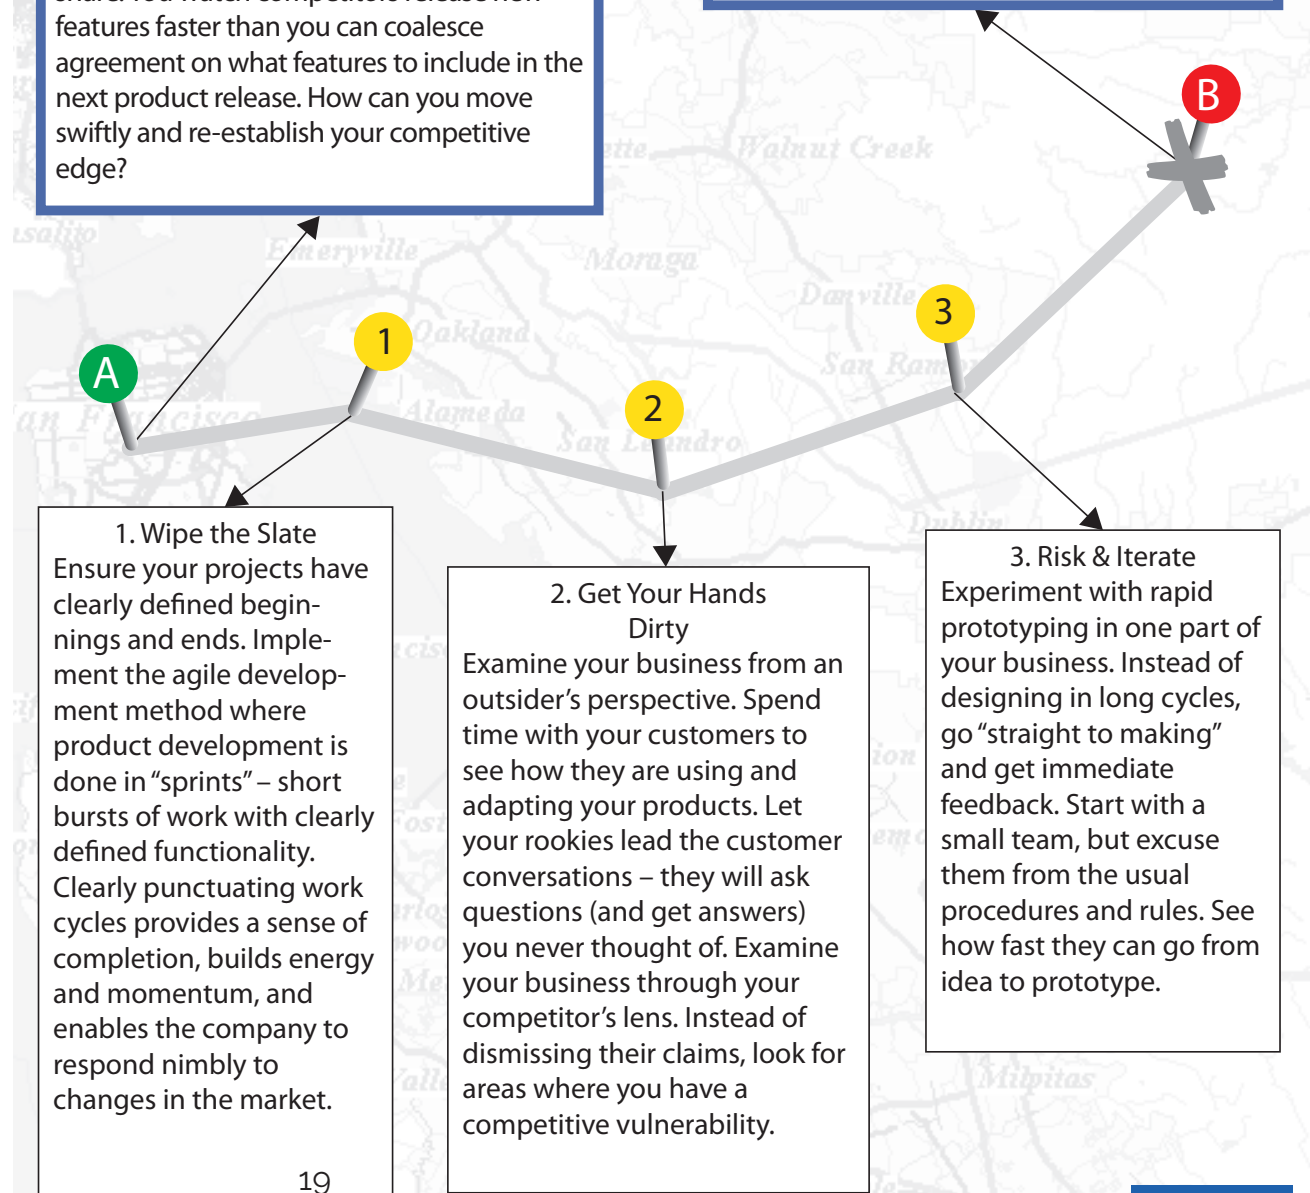 features faster than you can coalesce
agreement on what features to include in the
next product release. How can you move
swiftly and re-establish your competitive
edge?
B
Walnut Creek
Emeryville
Moraga
Danville
3
1
Oakland
A
2
Alameda
San Leandro
Dublin
1. Wipe the Slate
Ensure your projects have
clearly defined begin-
nings and ends. Imple-
ment the agile develop-
ment method where
product development is
done in “sprints” – short
bursts of work with clearly
defined functionality.
Clearly punctuating work
cycles provides a sense of
completion, builds energy
and momentum, and
enables the company to
respond nimbly to
changes in the market.
2. Get Your Hands
Dirty
Examine your business from an
outsider’s perspective. Spend
time with your customers to
see how they are using and
adapting your products. Let
your rookies lead the customer
conversations – they will ask
questions (and get answers)
you never thought of. Examine
your business through your
competitor’s lens. Instead of
dismissing their claims, look for
areas where you have a
competitive vulnerability.
3. Risk & Iterate
Experiment with rapid
prototyping in one part of
your business. Instead of
designing in long cycles,
go “straight to making”
and get immediate
feedback. Start with a
small team, but excuse
them from the usual
procedures and rules. See
how fast they can go from
idea to prototype.
Milpitas
19